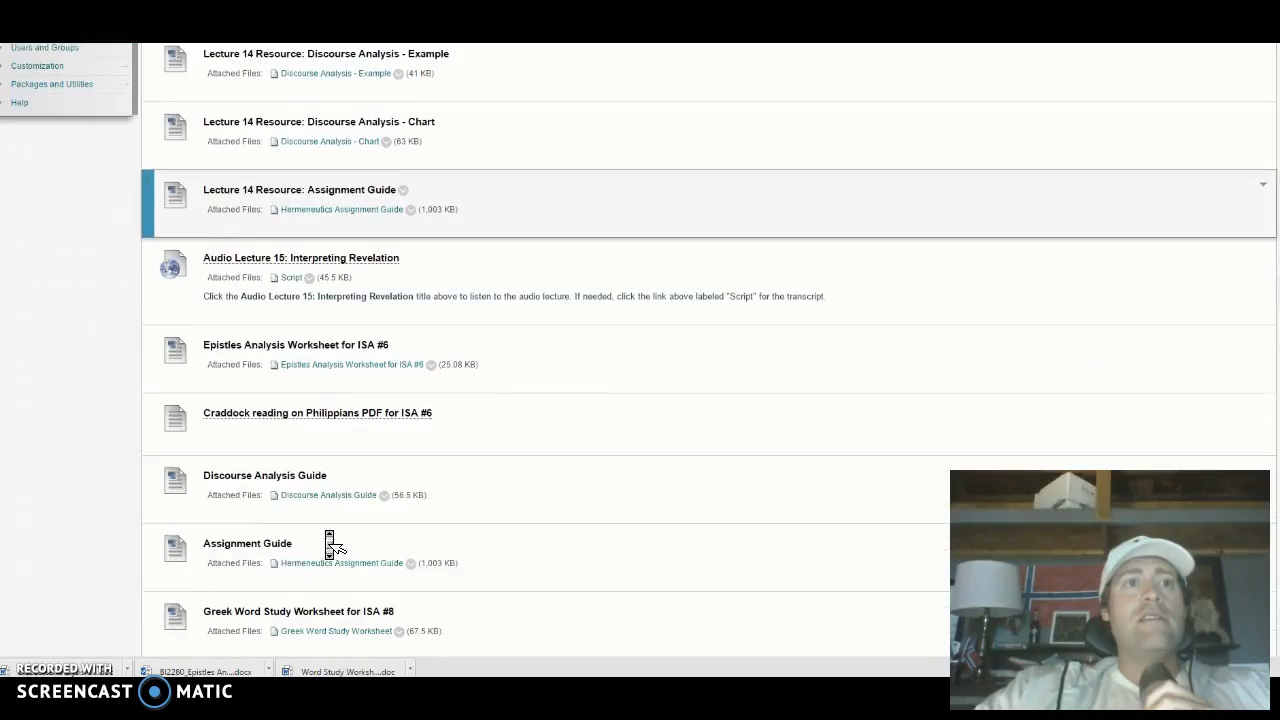 Users and Groups
Customization
Packages and Utilities
Help
Lecture 14 Resource: Discourse Analysis - Example
Attached Files: Discourse Analysis - Example (41 KB)
Lecture 14 Resource: Discourse Analysis - Chart
Attached Files: Discourse Analysis - Chart (63 KB)
Lecture 14 Resource: Assignment Guide
Attached Files: Hermeneutics Assignment Guide (1,003 KB)
Audio Lecture 15: Interpreting Revelation
Attached Files: Script (45.5 KB)
Click the Audio Lecture 15: Interpreting Revelation title above to listen to the audio lecture. If needed, click the link above labeled "Script" for the transcript.
Epistles Analysis Worksheet for ISA #6
Attached Files: Epistles Analysis Worksheet for ISA #6 (25.08 KB)
Craddock reading on Philippians PDF for ISA #6
Discourse Analysis Guide
Attached Files: Discourse Analysis Guide (56.5 KB)
Assignment Guide
Attached Files: Hermeneutics Assignment Guide (1,003 KB)
Greek Word Study Worksheet for ISA #8
Attached Files: Greek Word Study Worksheet (67.5 KB)
BI2280_Epistles An....docx Word Study Worksh....doc
RECORDED WITH
SCREENCAST MATIC